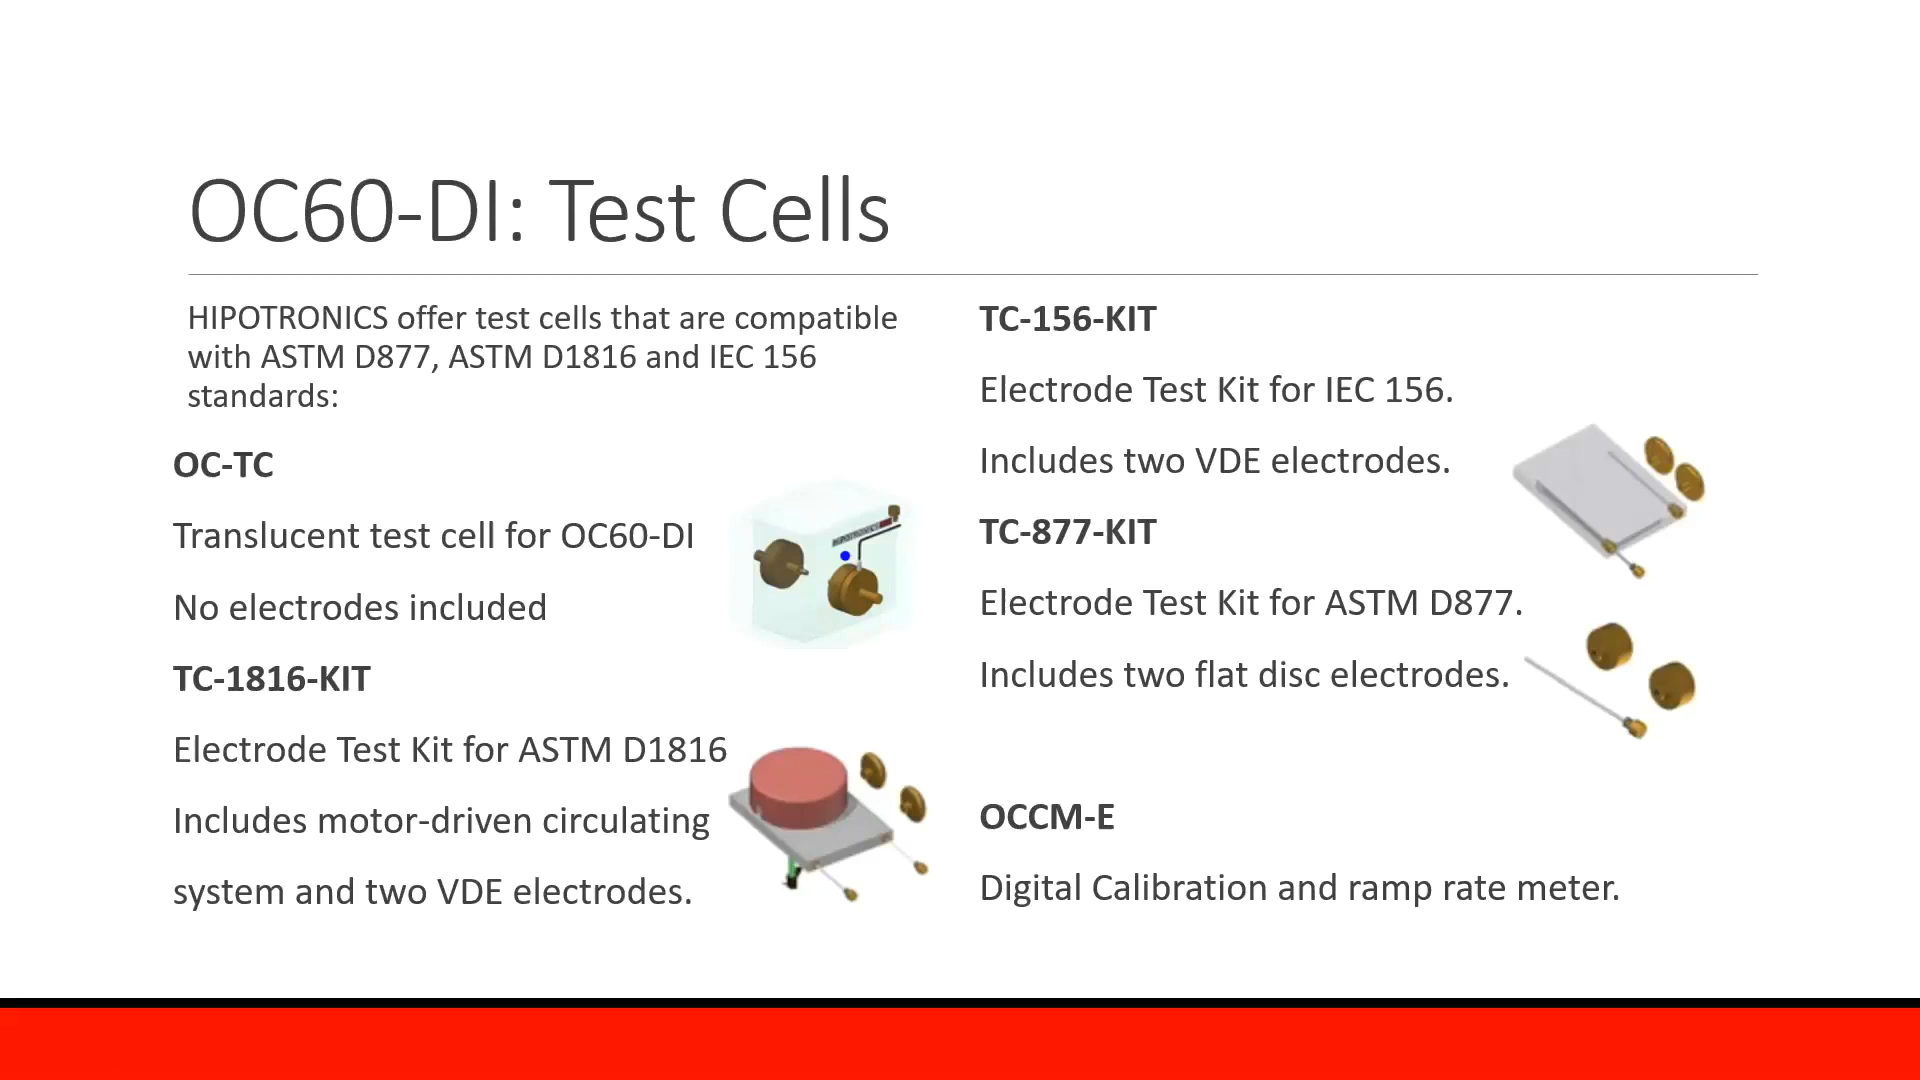 OC60-DI: Test Cells
HIPOTRONICS offer test cells that are compatible
with ASTM D877, ASTM D1816 and IEC 156
standards:
OC-TC
Translucent test cell for OC60-DI
No electrodes included
TC-1816-KIT
Electrode Test Kit for ASTM D1816
Includes motor-driven circulating
system and two VDE electrodes.
TC-156-KIT
Electrode Test Kit for IEC 156.
Includes two VDE electrodes.
TC-877-KIT
Electrode Test Kit for ASTM D877.
Includes two flat disc electrodes.
OCCM-E
Digital Calibration and ramp rate meter.